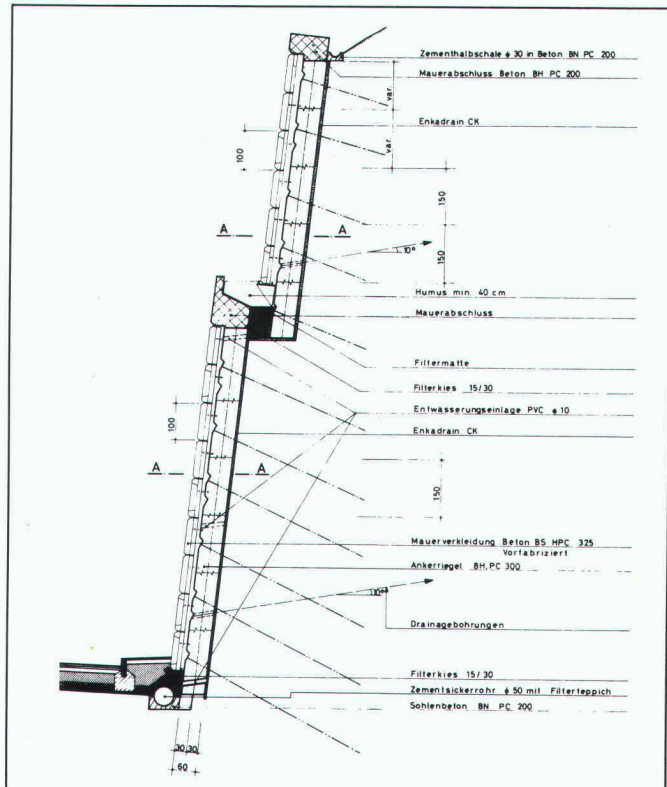 Zementhalbschale ϕ 30 in Beton BN PC 200
Mauerabschluss Beton BH PC 200
var.
Enkadrain CK
var.
100
150
A A
150
10°
Humus min. 40 cm
Mauerabschluss
Filtermatte
Filterkies 15/30
Entwässerungseinlage PVC ϕ 10
Enkadrain CK
100
A A
150
Mauerverkleidung Beton BS HPC 325
Vorfabriziert
Ankerriegel BH, PC 300
10°
Drainagebohrungen
Filterkies 15/30
Zementsickerrohr ϕ 50 mit Filterteppich
Sohlenbeton BN PC 200
30 30
60